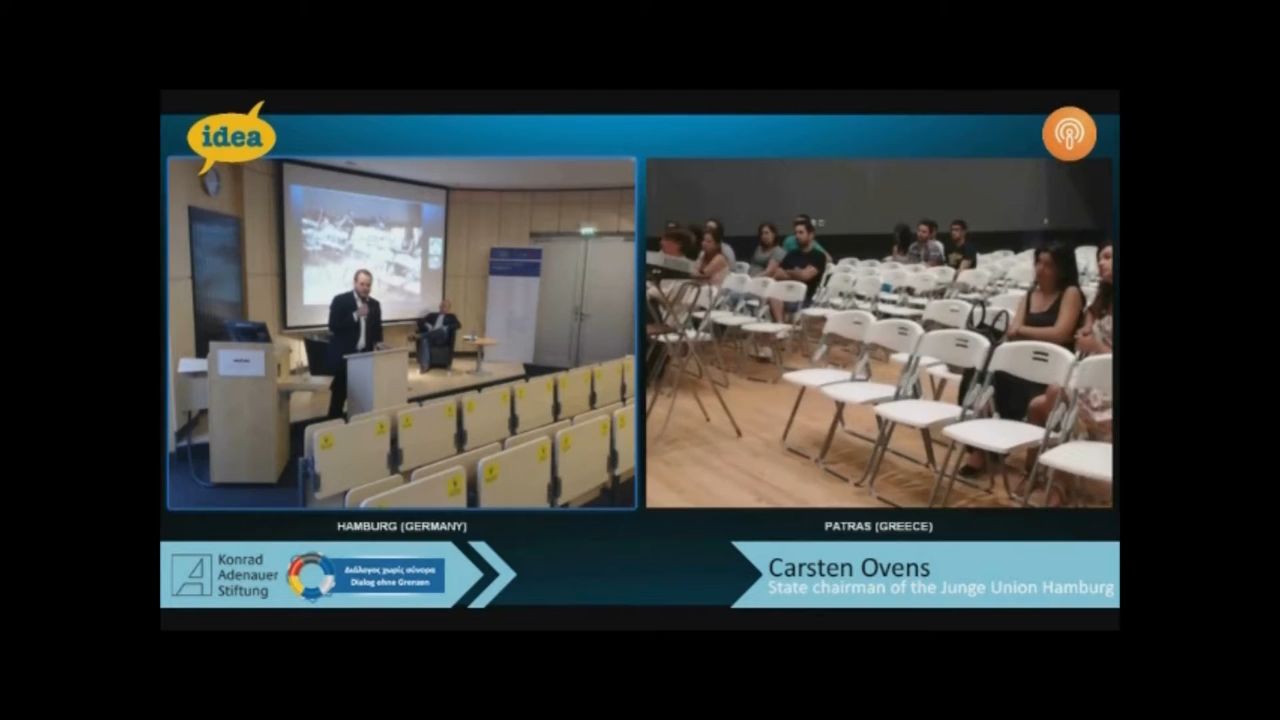 idea
HAMBURG (GERMANY)
PATRAS (GREECE)
Konrad
Adenauer
Stiftung
Διάλογος χωρίς σύνορα
Dialog ohne Grenzen
Carsten Ovens
State chairman of the Junge Union Hamburg